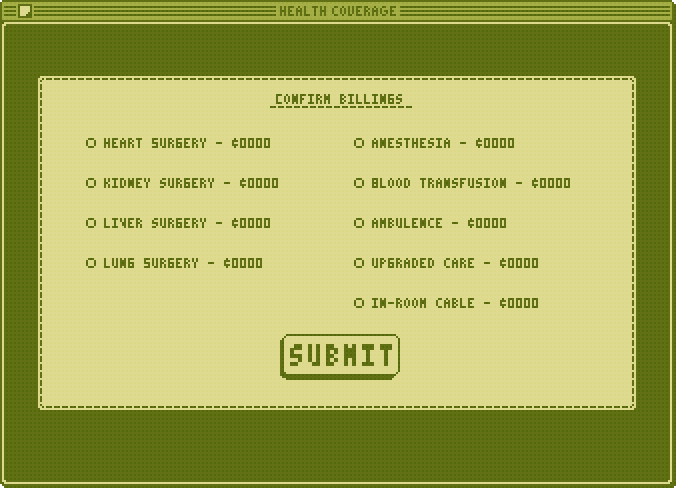 HEALTH COVERAGE
CONFIRM BILLINGS
HEART SURGERY - ¢0000
KIDNEY SURGERY - ¢0000
LIVER SURGERY - ¢0000
LUNG SURGERY - ¢0000
ANESTHESIA - ¢0000
BLOOD TRANSFUSION - ¢0000
AMBULENCE - ¢0000
UPGRADED CARE - ¢0000
IN-ROOM CABLE - ¢0000
SUBMIT